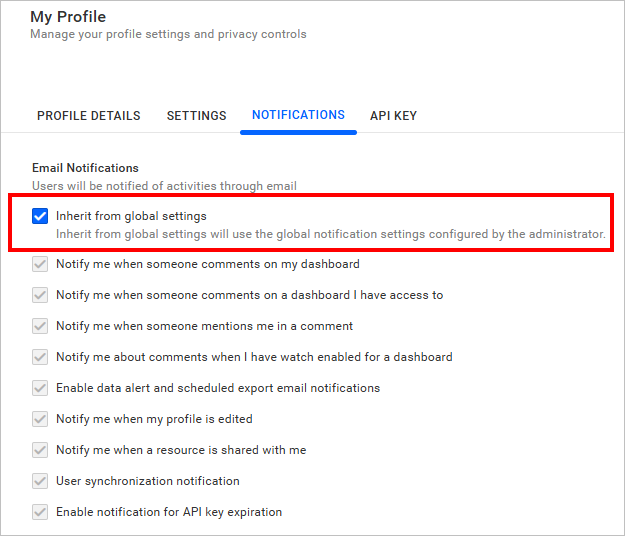 My Profile
Manage your profile settings and privacy controls
PROFILE DETAILS SETTINGS NOTIFICATIONS API KEY
Email Notifications
Users will be notified of activities through email
Inherit from global settings
Inherit from global settings will use the global notification settings configured by the administrator.
Notify me when someone comments on my dashboard
Notify me when someone comments on a dashboard I have access to
Notify me when someone mentions me in a comment
Notify me about comments when I have watch enabled for a dashboard
Enable data alert and scheduled export email notifications
Notify me when my profile is edited
Notify me when a resource is shared with me
User synchronization notification
Enable notification for API key expiration